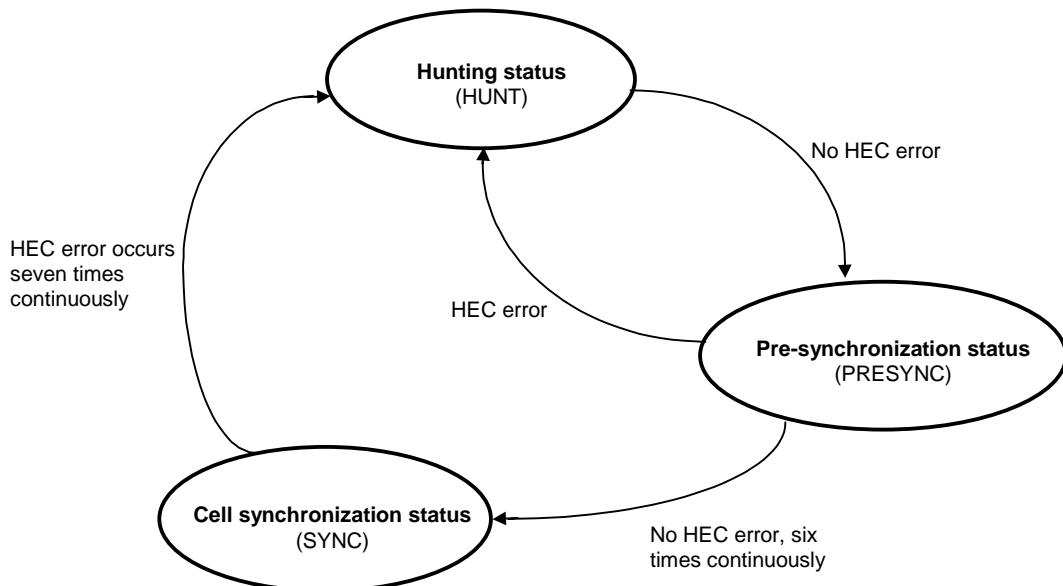 Hunting status
(HUNT)
No HEC error
HEC error occurs
seven times
continuously
HEC error
Pre-synchronization status
(PRESYNC)
Cell synchronization status
(SYNC)
No HEC error, six
times continuously